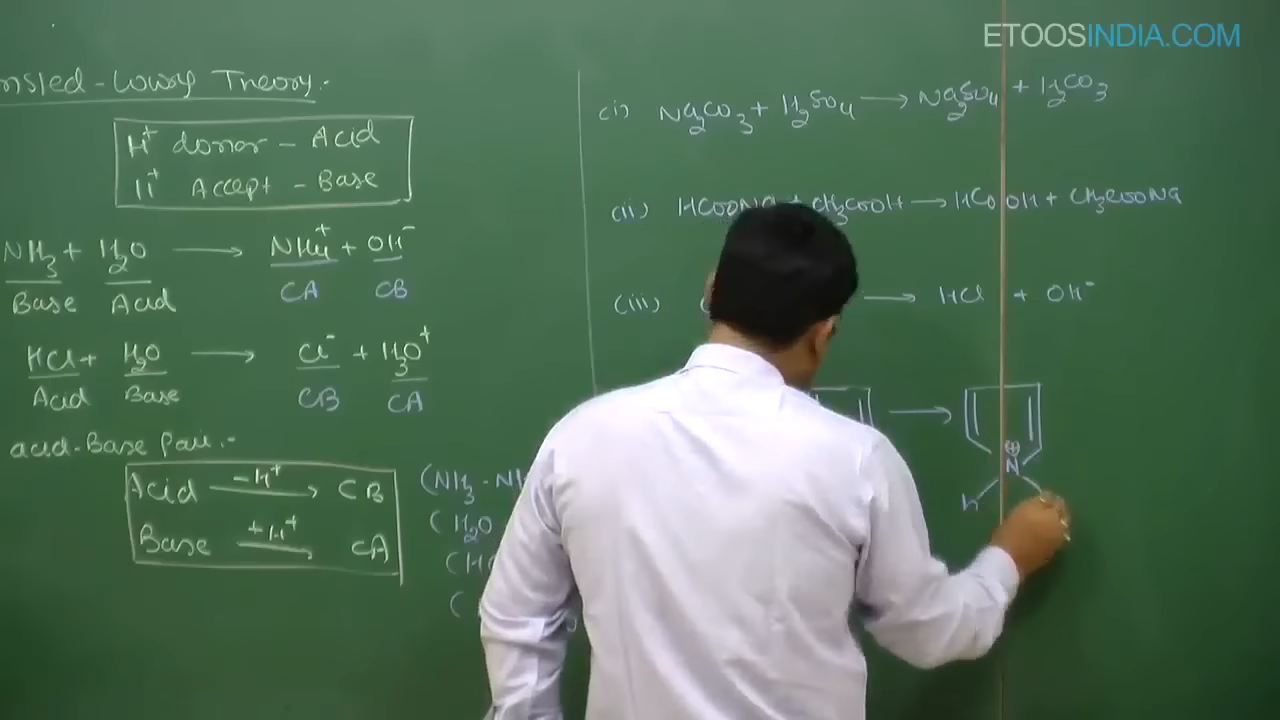 ETOOSINDIA.COM
nsted-Lowry Theory:-
H⁺ donor - Acid
H⁺ Accept - Base
NH₃ + H₂O → NH₄⁺ + OH⁻
Base Acid CA CB
HCl + H₂O → Cl⁻ + H₃O⁺
Acid Base CB CA
acid-Base Pair:-
Acid -H⁺→ CB
Base +H⁺→ CA
(NH₃ - N
(H₂O
(H
(
(i) Na₂CO₃ + H₂SO₄ → Na₂SO₄ + H₂CO₃
(ii) HCOONa + CH₃COOH → HCOOH + CH₃COONa
(iii) → HCl + OH⁻
→
⊕
N
H